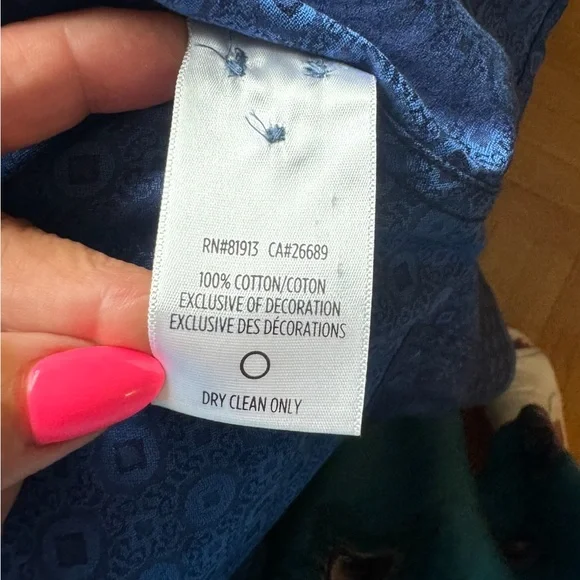 RN#81913 CA#26689
100% COTTON/COTON
EXCLUSIVE OF DECORATION
EXCLUSIVE DES DÉCORATIONS
DRY CLEAN ONLY